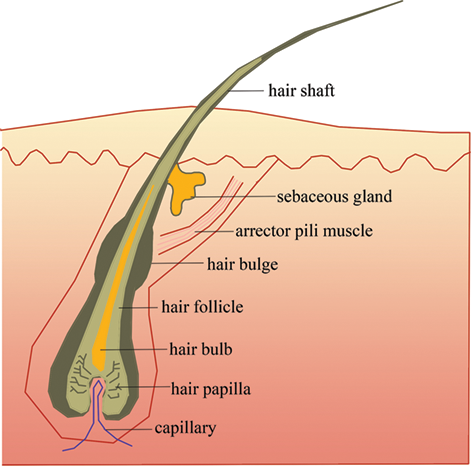 hair shaft
sebaceous gland
arrector pili muscle
hair bulge
hair follicle
hair bulb
hair papilla
capillary